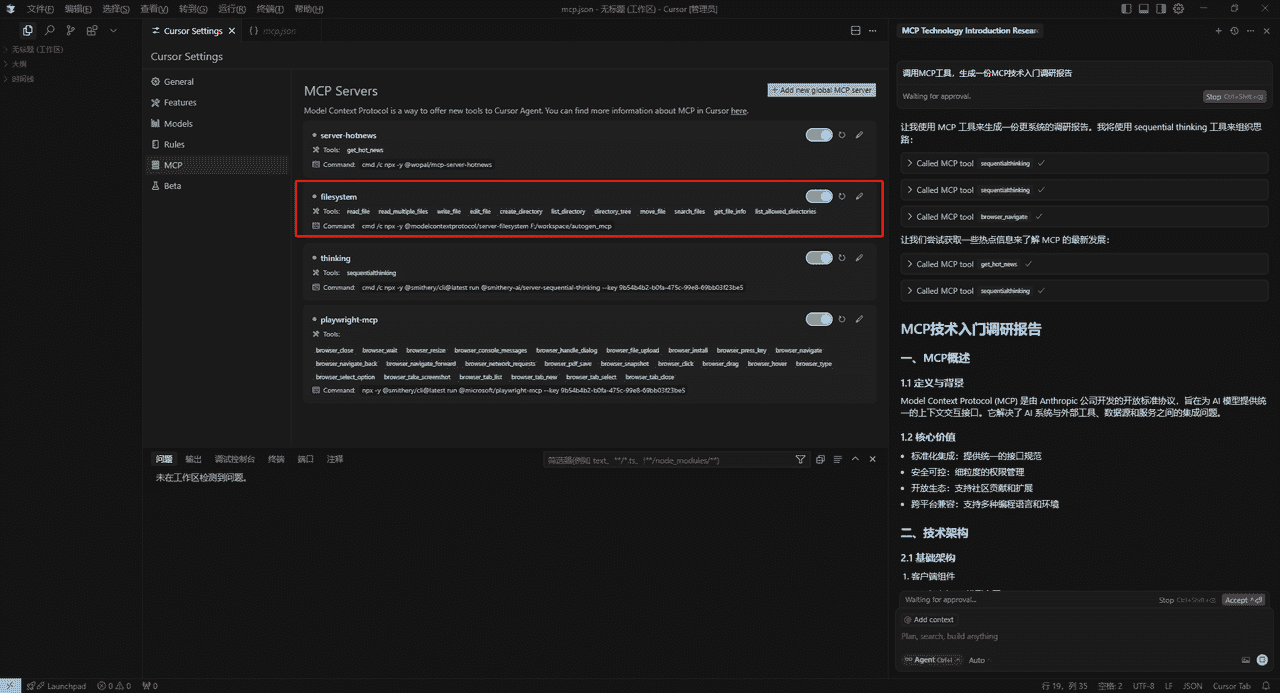 文件(F) 编辑(E) 选择(S) 查看(V) 转到(G) 运行(R) 终端(T) 帮助(H)
mcp.json - 无标题 (工作区) - Cursor [管理员]
Cursor Settings
mcp.json
无标题 (工作区)
大纲
时间线
Cursor Settings
General
Features
Models
Rules
MCP
Beta
MCP Servers
+ Add new global MCP server
Model Context Protocol is a way to offer new tools to Cursor Agent. You can find more information about MCP in Cursor here.
server-hotnews
Tools: get_hot_news
Command: cmd /c npx -y @wopal/mcp-server-hotnews
filesystem
Tools: read_file read_multiple_files write_file edit_file create_directory list_directory directory_tree move_file search_files get_file_info list_allowed_directories
Command: cmd /c npx -y @modelcontextprotocol/server-filesystem F:/workspace/autogen_mcp
thinking
Tools: sequentialthinking
Command: cmd /c npx -y @smithery/cli@latest run @smithery-ai/server-sequential-thinking --key 9b54b4b2-b0fa-475c-99e8-69bb03f23be5
playwright-mcp
Tools:
browser_close browser_wait browser_resize browser_console_messages browser_handle_dialog browser_file_upload browser_install browser_press_key browser_navigate
browser_navigate_back browser_navigate_forward browser_network_requests browser_pdf_save browser_snapshot browser_click browser_drag browser_hover browser_type
browser_select_option browser_take_screenshot browser_tab_list browser_tab_new browser_tab_select browser_tab_close
Command: npx -y @smithery/cli@latest run @microsoft/playwright-mcp --key 9b54b4b2-b0fa-475c-99e8-69bb03f23be5
问题 输出 调试控制台 终端 端口 注释
筛选器(例如 text、**/*.ts、!**/node_modules/**)
未在工作区检测到问题。
MCP Technology Introduction Resear
调用MCP工具，生成一份MCP技术入门调研报告
Waiting for approval.
Stop Ctrl+Shift+⌫
让我使用 MCP 工具来生成一份更系统的调研报告。我将使用 sequential thinking 工具来组织思
路：
Called MCP tool sequentialthinking
Called MCP tool sequentialthinking
Called MCP tool browser_navigate
让我们尝试获取一些热点信息来了解 MCP 的最新发展：
Called MCP tool get_hot_news
Called MCP tool sequentialthinking
MCP技术入门调研报告
一、MCP概述
1.1 定义与背景
Model Context Protocol (MCP) 是由 Anthropic 公司开发的开放标准协议，旨在为 AI 模型提供统
一的上下文交互接口。它解决了 AI 系统与外部工具、数据源和服务之间的集成问题。
1.2 核心价值
• 标准化集成：提供统一的接口规范
• 安全可控：细粒度的权限管理
• 开放生态：支持社区贡献和扩展
• 跨平台兼容：支持多种编程语言和环境
二、技术架构
2.1 基础架构
1. 客户端组件
Waiting for approval...
Stop Ctrl+Shift+⌫
Accept ^⏎
Add context
Plan, search, build anything
Agent Ctrl+I
Auto
Launchpad 0 0 0
行 19，列 35 空格: 2 UTF-8 LF JSON Cursor Tab